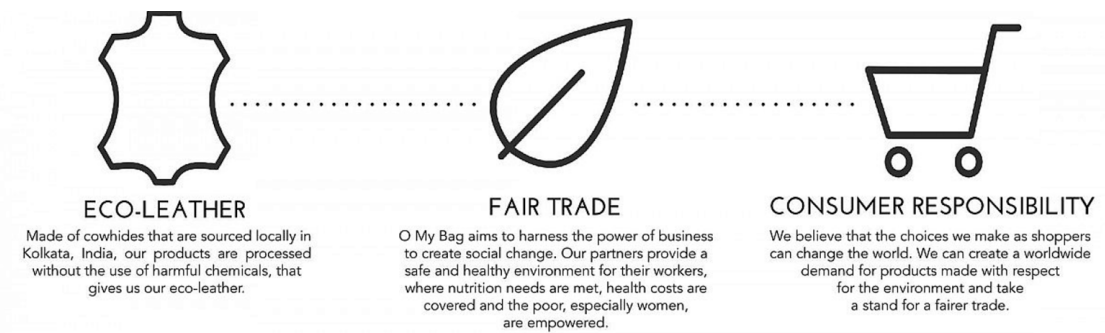 ECO-LEATHER
Made of cowhides that are sourced locally in
Kolkata, India, our products are processed
without the use of harmful chemicals, that
gives us our eco-leather.
FAIR TRADE
O My Bag aims to harness the power of business
to create social change. Our partners provide a
safe and healthy environment for their workers,
where nutrition needs are met, health costs are
covered and the poor, especially women,
are empowered.
CONSUMER RESPONSIBILITY
We believe that the choices we make as shoppers
can change the world. We can create a worldwide
demand for products made with respect
for the environment and take
a stand for a fairer trade.